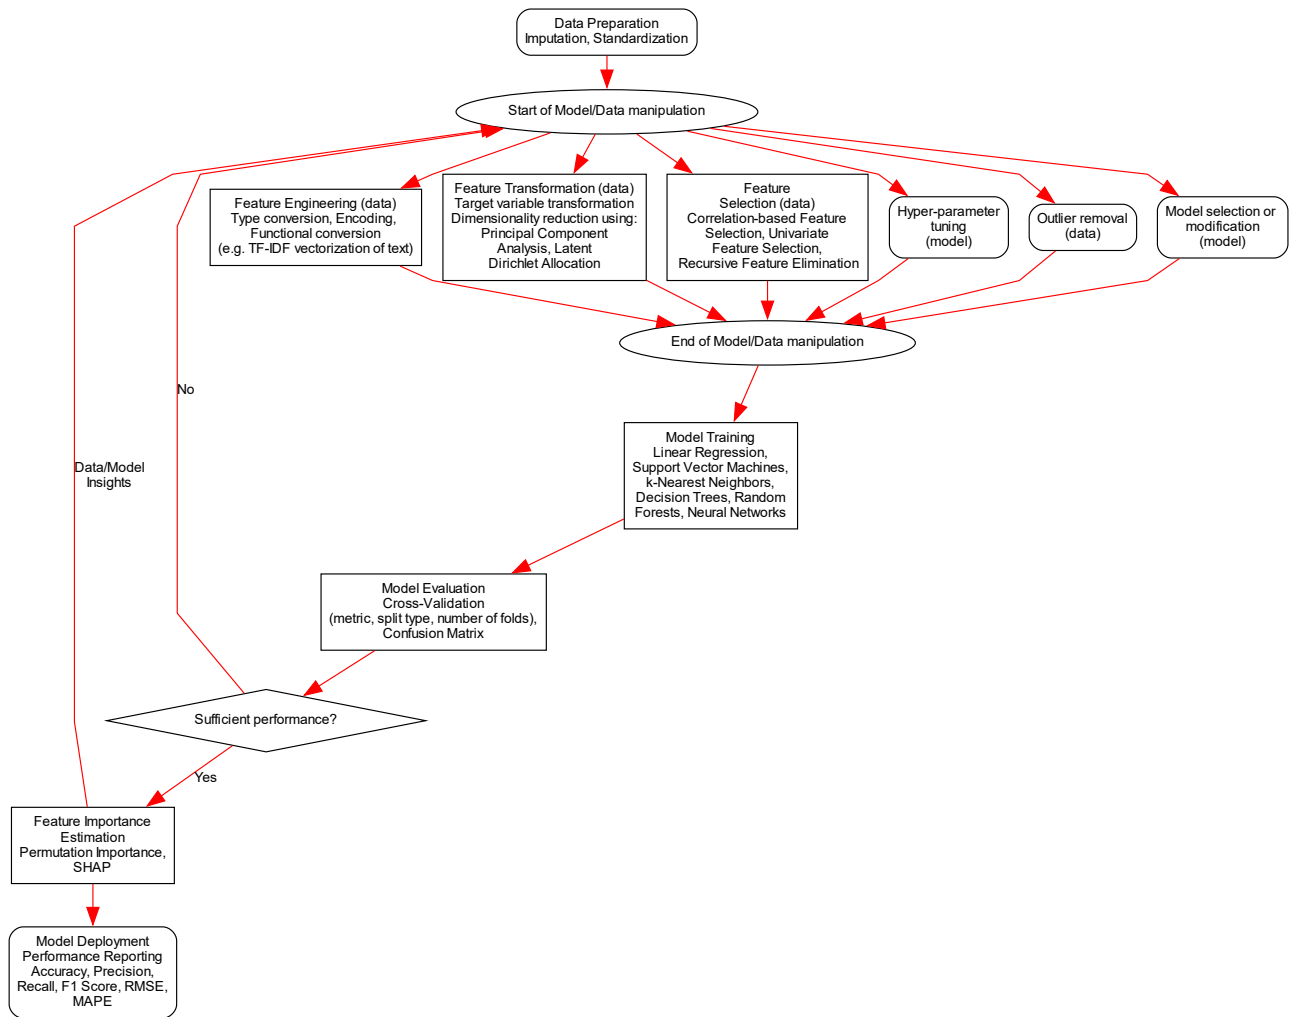 Data Preparation
Imputation, Standardization
Start of Model/Data manipulation
Feature Engineering (data)
Type conversion, Encoding,
Functional conversion
(e.g. TF-IDF vectorization of text)
Feature Transformation (data)
Target variable transformation
Dimensionality reduction using:
Principal Component
Analysis, Latent
Dirichlet Allocation
Feature
Selection (data)
Correlation-based Feature
Selection, Univariate
Feature Selection,
Recursive Feature Elimination
Hyper-parameter
tuning
(model)
Outlier removal
(data)
Model selection or
modification
(model)
End of Model/Data manipulation
No
Data/Model
Insights
Model Training
Linear Regression,
Support Vector Machines,
k-Nearest Neighbors,
Decision Trees, Random
Forests, Neural Networks
Model Evaluation
Cross-Validation
(metric, split type, number of folds),
Confusion Matrix
Sufficient performance?
Yes
Feature Importance
Estimation
Permutation Importance,
SHAP
Model Deployment
Performance Reporting
Accuracy, Precision,
Recall, F1 Score, RMSE,
MAPE